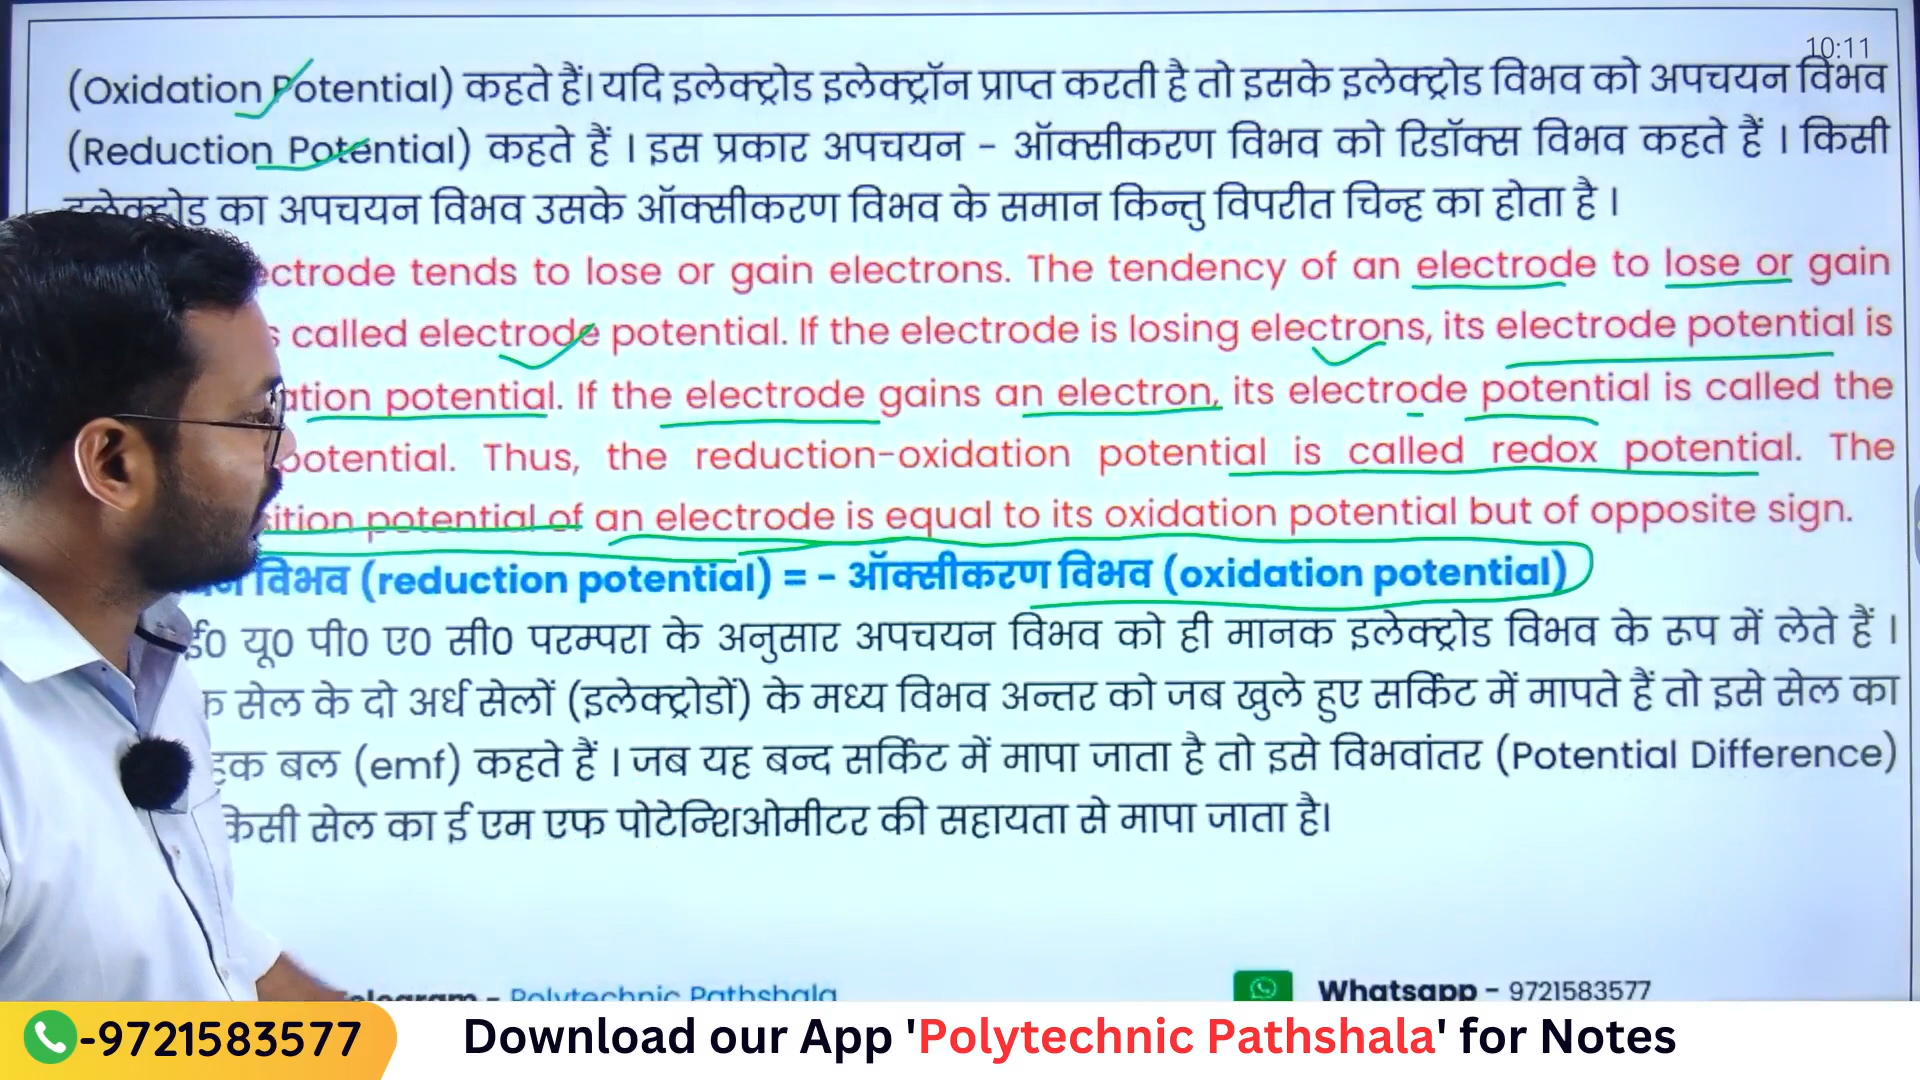 10:11
(Oxidation Potential) कहते हैं। यदि इलेक्ट्रोड इलेक्ट्रॉन प्राप्त करती है तो इसके इलेक्ट्रोड विभव को अपचयन विभव
(Reduction Potential) कहते हैं । इस प्रकार अपचयन - ऑक्सीकरण विभव को रिडॉक्स विभव कहते हैं । किसी
इलेक्ट्रोड का अपचयन विभव उसके ऑक्सीकरण विभव के समान किन्तु विपरीत चिन्ह का होता है ।
ectrode tends to lose or gain electrons. The tendency of an electrode to lose or gain
s called electrode potential. If the electrode is losing electrons, its electrode potential is
ation potential. If the electrode gains an electron, its electrode potential is called the
potential. Thus, the reduction-oxidation potential is called redox potential. The
ition potential of an electrode is equal to its oxidation potential but of opposite sign.
विभव (reduction potential) = - ऑक्सीकरण विभव (oxidation potential)
ई0 यू0 पी0 ए0 सी0 परम्परा के अनुसार अपचयन विभव को ही मानक इलेक्ट्रोड विभव के रूप में लेते हैं ।
सेल के दो अर्ध सेलों (इलेक्ट्रोडों) के मध्य विभव अन्तर को जब खुले हुए सर्किट में मापते हैं तो इसे सेल का
बल (emf) कहते हैं । जब यह बन्द सर्किट में मापा जाता है तो इसे विभवांतर (Potential Difference)
किसी सेल का ई एम एफ पोटेन्शिओमीटर की सहायता से मापा जाता है।
elegram - Polytechnic Pathshala
Whatsapp - 9721583577
-9721583577
Download our App 'Polytechnic Pathshala' for Notes